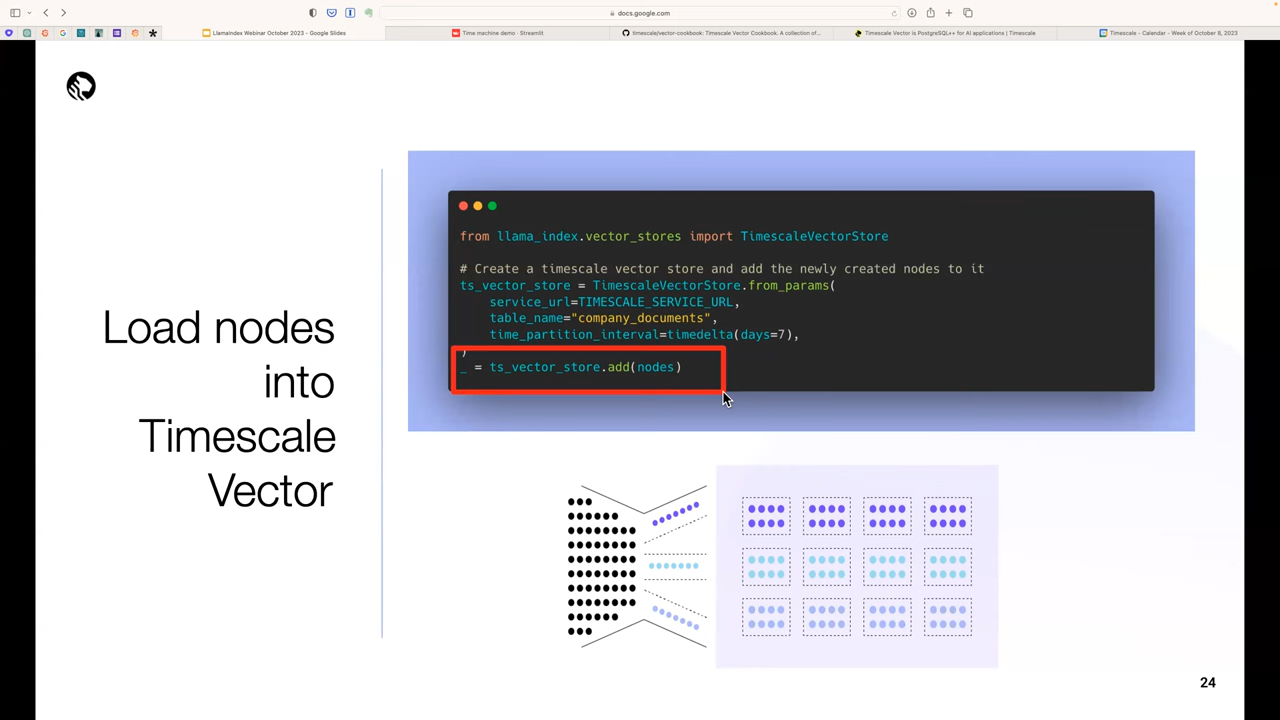 docs.google.com
Llamaindex Webinar October 2023 - Google Slides
Time machine demo · Streamlit
timescale/vector-cookbook: Timescale Vector Cookbook. A collection of...
Timescale Vector is PostgreSQL++ for AI applications | Timescale
Timescale - Calendar - Week of October 8, 2023
Load nodes
into
Timescale
Vector
from llama_index.vector_stores import TimescaleVectorStore
# Create a timescale vector store and add the newly created nodes to it
ts_vector_store = TimescaleVectorStore.from_params(
service_url=TIMESCALE_SERVICE_URL,
table_name="company_documents",
time_partition_interval=timedelta(days=7),
)
_ = ts_vector_store.add(nodes)
24